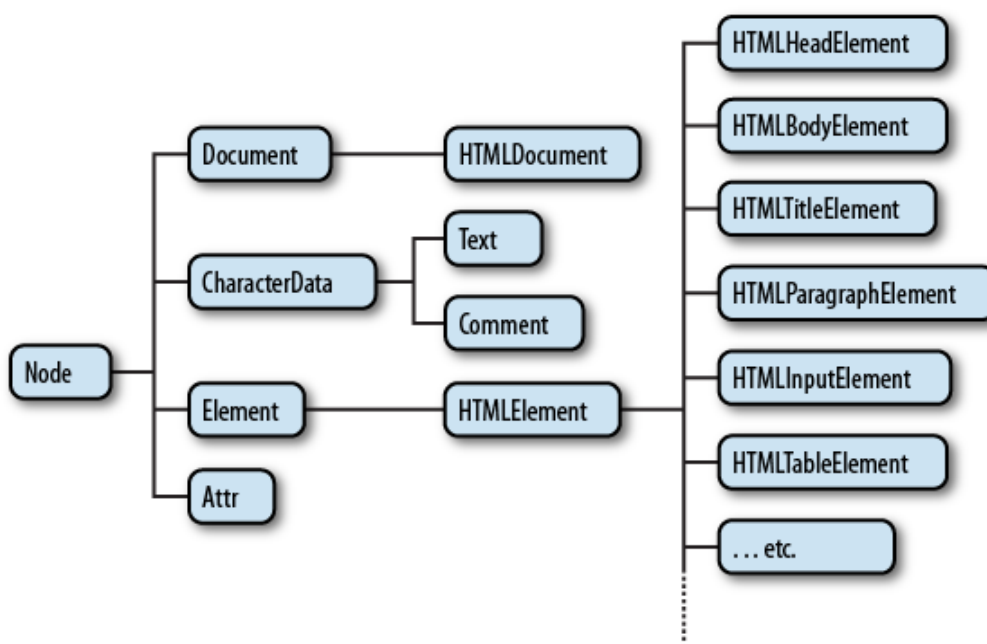 Node
Document
HTMLDocument
CharacterData
Text
Comment
Element
HTMLElement
Attr
HTMLHeadElement
HTMLBodyElement
HTMLTitleElement
HTMLParagraphElement
HTMLInputElement
HTMLTableElement
. . . etc.